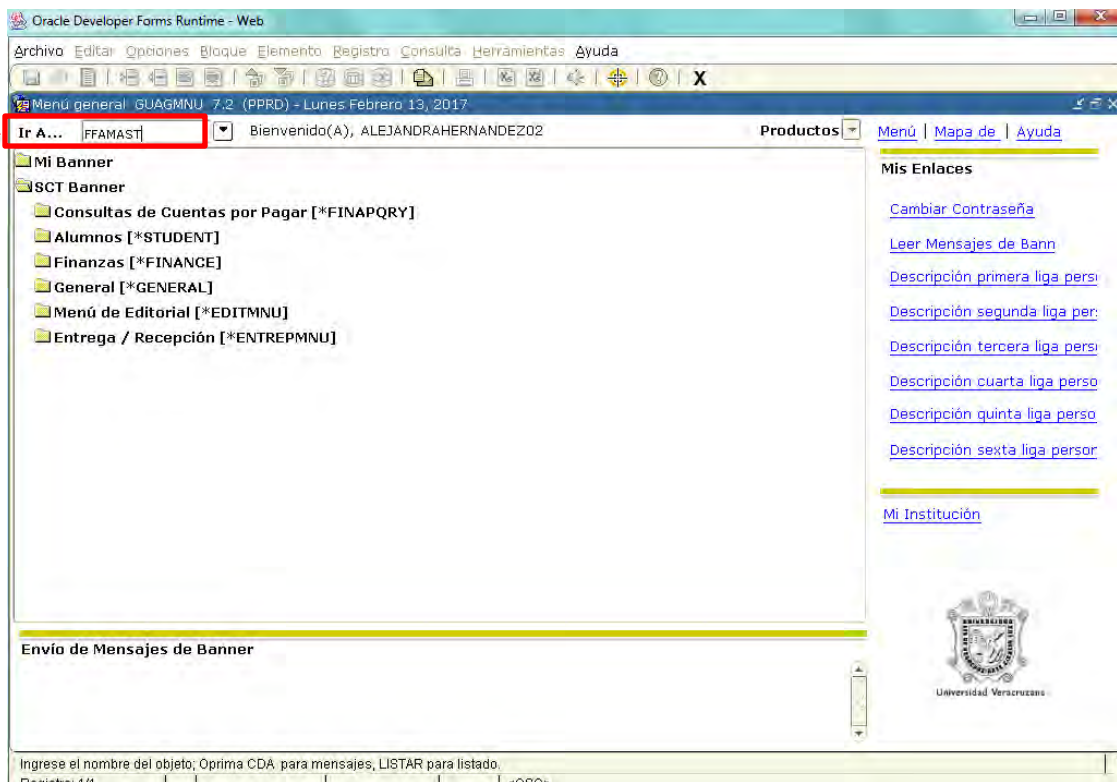 Oracle Developer Forms Runtime - Web
Archivo Editar Opciones Bloque Elemento Registro Consulta Herramientas Ayuda
X
Menú general GUAGMNU 7.2 (PPRD) - Lunes Febrero 13, 2017
Ir A... FFAMAST Bienvenido(A), ALEJANDRAHERNANDEZ02 Productos Menú | Mapa de | Ayuda
Mi Banner
SCT Banner
Consultas de Cuentas por Pagar [*FINAPQRY]
Alumnos [*STUDENT]
Finanzas [*FINANCE]
General [*GENERAL]
Menú de Editorial [*EDITMNU]
Entrega / Recepción [*ENTREPMNU]
Mis Enlaces
Cambiar Contraseña
Leer Mensajes de Bann
Descripción primera liga pers
Descripción segunda liga per
Descripción tercera liga pers
Descripción cuarta liga perso
Descripción quinta liga perso
Descripción sexta liga person
Mi Institución
Universidad Veracruzana
Envío de Mensajes de Banner
Ingrese el nombre del objeto; Oprima CDA para mensajes, LISTAR para listado.